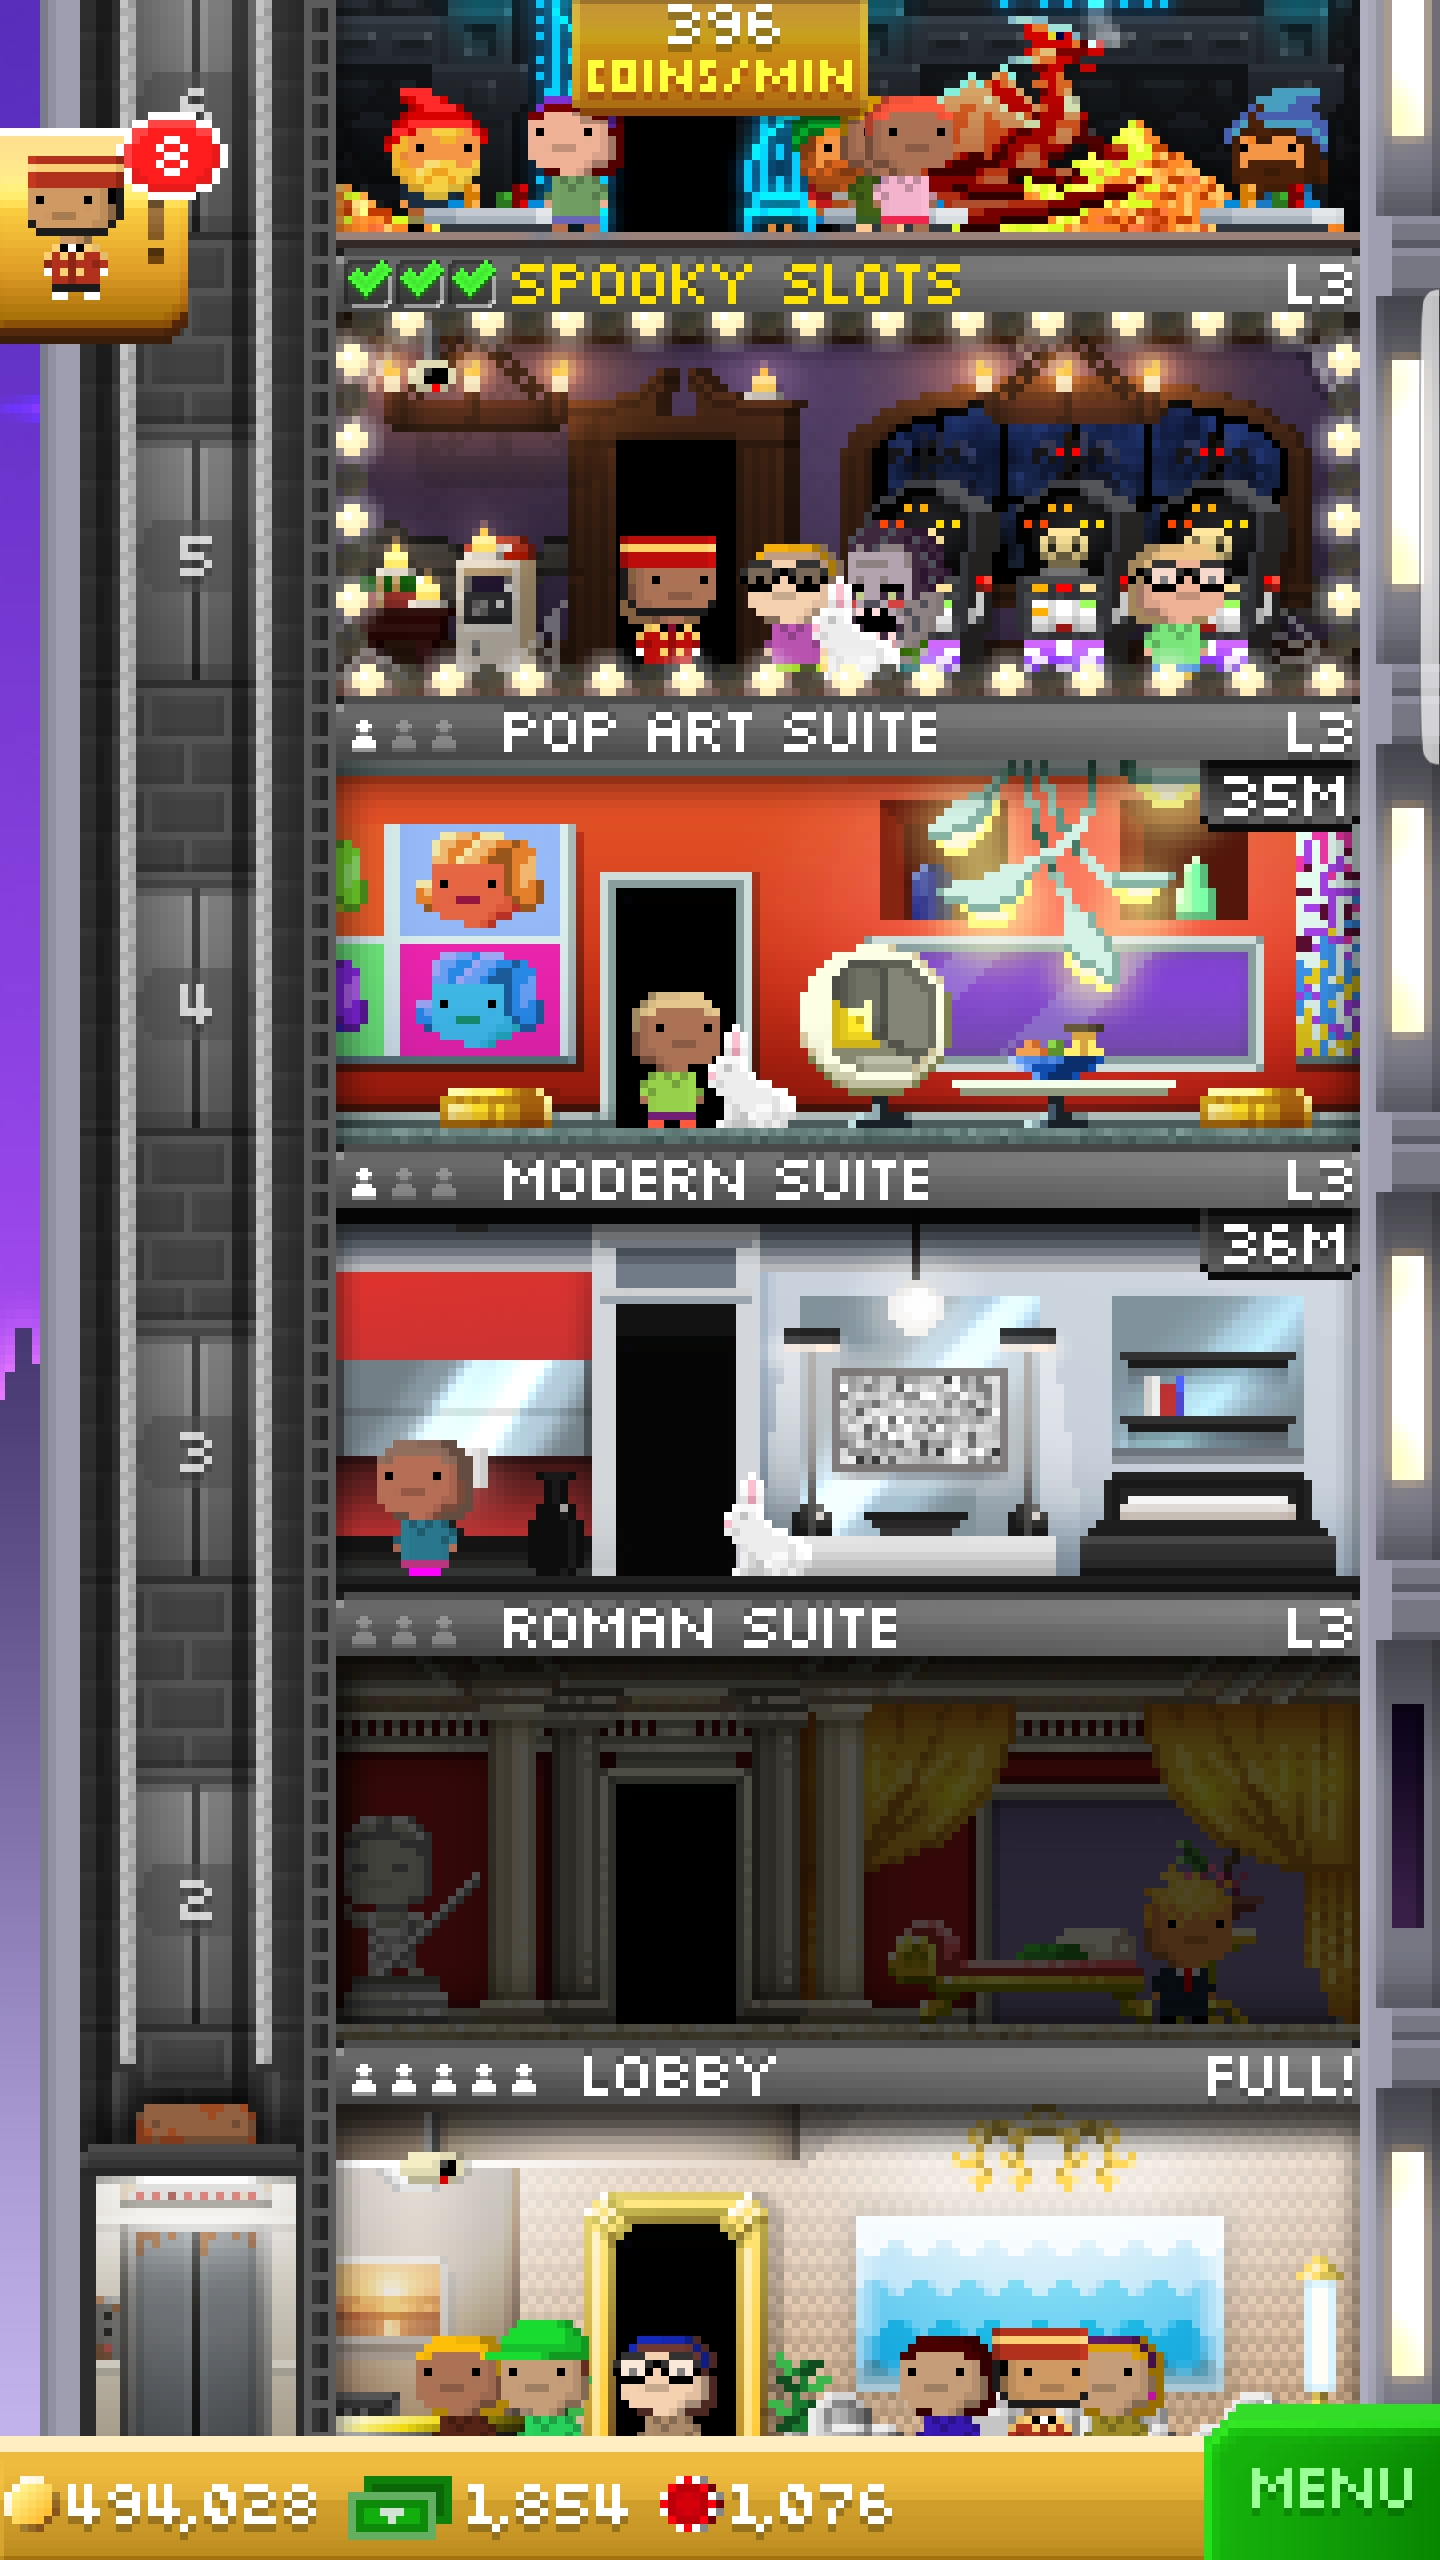 396
COINS/MIN
8
6
SPOOKY SLOTS L3
5
POP ART SUITE L3
35M
4
MODERN SUITE L3
36M
3
ROMAN SUITE L3
2
LOBBY FULL!
494,028 1,854 1,076 MENU